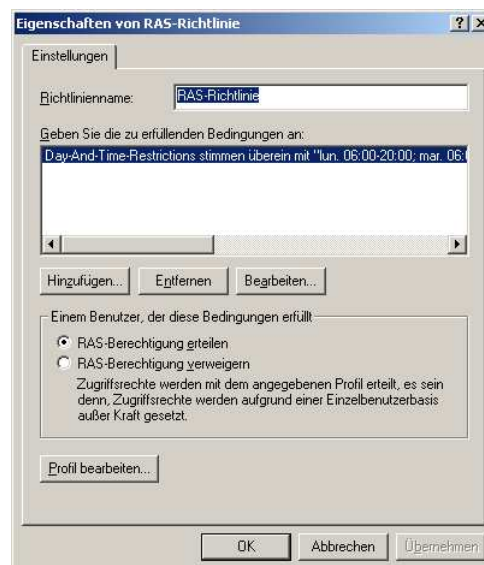 Eigenschaften von RAS-Richtlinie
Einstellungen
Richtlinienname: RAS-Richtlinie
Geben Sie die zu erfüllenden Bedingungen an:
Day-And-Time-Restrictions stimmen überein mit "lun. 06:00-20:00; mar. 06:
Hinzufügen... Entfernen Bearbeiten...
Einem Benutzer, der diese Bedingungen erfüllt
RAS-Berechtigung erteilen
RAS-Berechtigung verweigern
Zugriffsrechte werden mit dem angegebenen Profil erteilt, es sein
denn, Zugriffsrechte werden aufgrund einer Einzelbenutzerbasis
außer Kraft gesetzt.
Profil bearbeiten...
OK Abbrechen Übernehmen